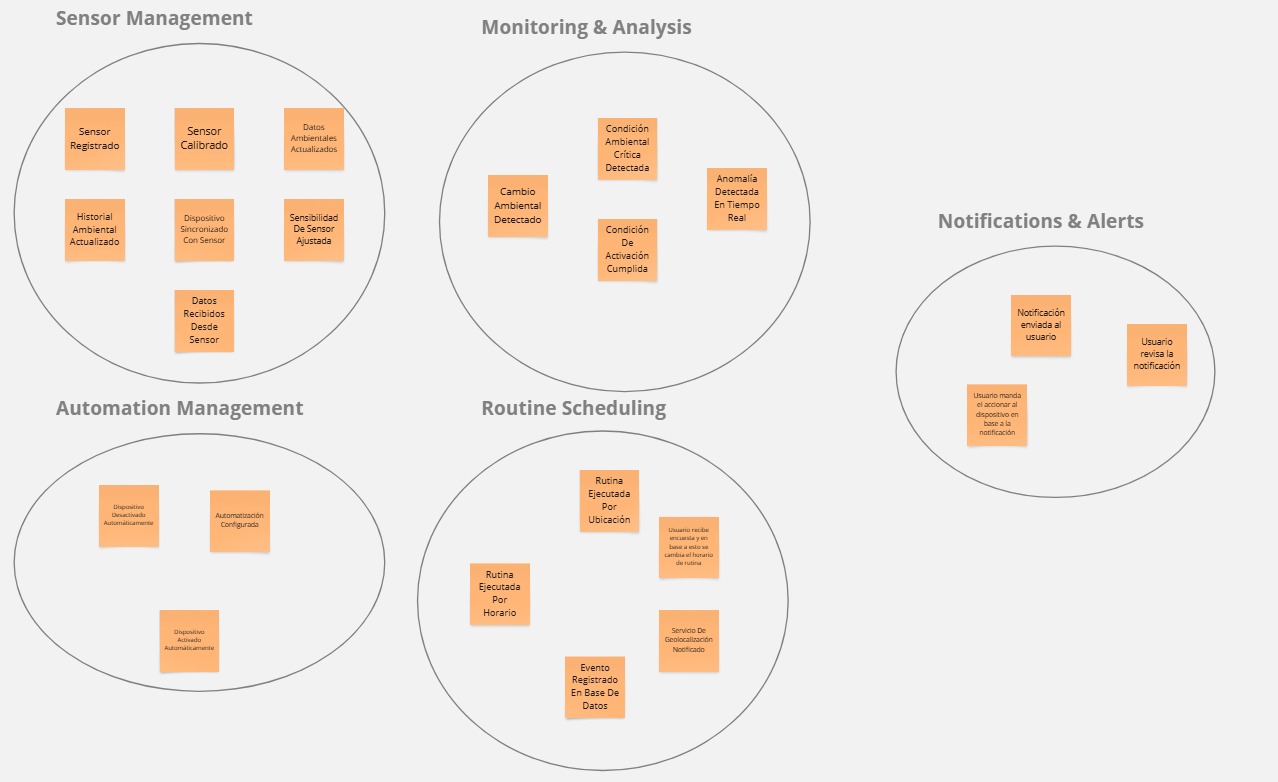 Sensor Management
Sensor
Registrado
Sensor
Calibrado
Datos
Ambientales
Actualizados
Historial
Ambiental
Actualizado
Dispositivo
Sincronizado
Con Sensor
Sensibilidad
De Sensor
Ajustada
Datos
Recibidos
Desde
Sensor
Monitoring & Analysis
Condición
Ambiental
Crítica
Detectada
Cambio
Ambiental
Detectado
Anomalía
Detectada
En Tiempo
Real
Condición
De
Activación
Cumplida
Notifications & Alerts
Notificación
enviada al
usuario
Usuario
revisa la
notificación
Usuario manda
el accionar al
dispositivo en
base a la
notificación
Automation Management
Dispositivo
Desactivado
Automáticamente
Automatización
Configurada
Dispositivo
Activado
Automáticamente
Routine Scheduling
Rutina
Ejecutada
Por
Ubicación
Usuario recibe
encuesta y en
base a esto se
cambia el horario
de rutina
Rutina
Ejecutada
Por
Horario
Servicio De
Geolocalización
Notificado
Evento
Registrado
En Base De
Datos